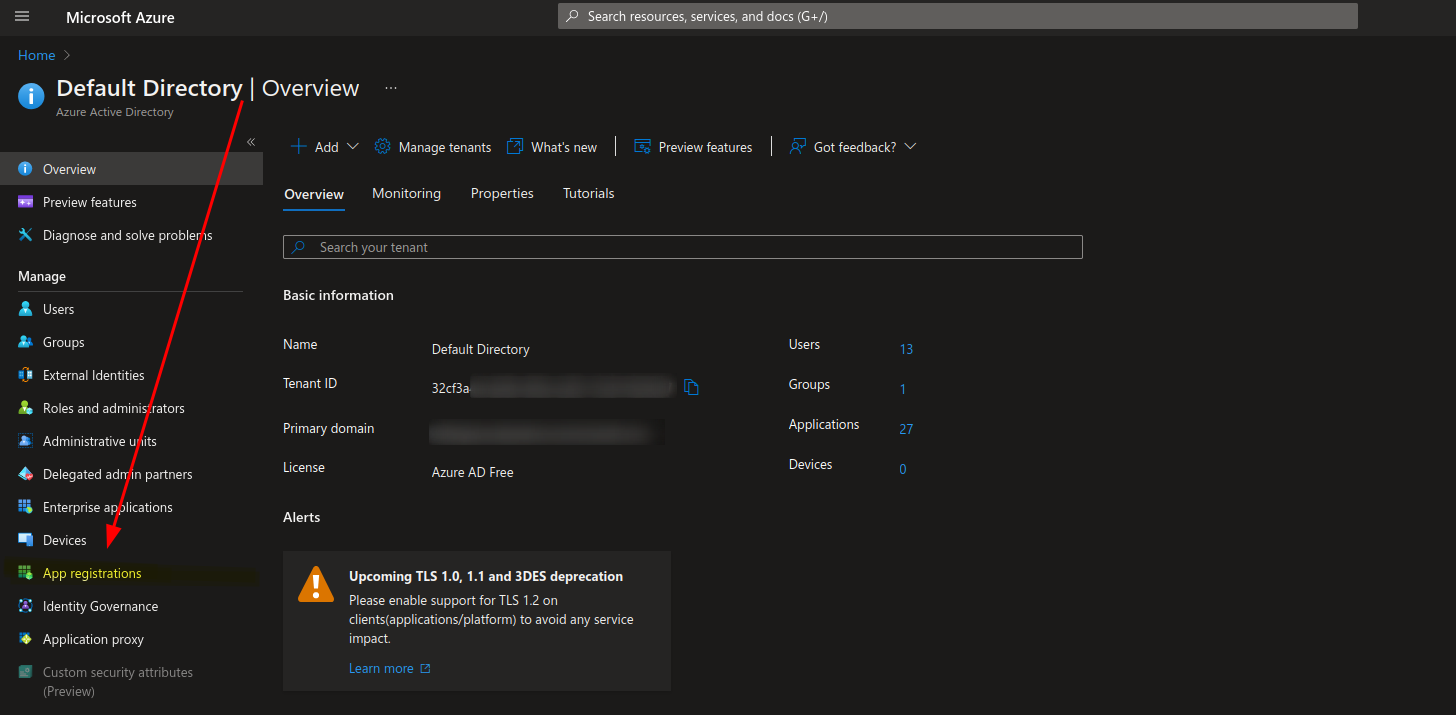 Microsoft Azure
Search resources, services, and docs (G+/)
Home
Default Directory | Overview ...
Azure Active Directory
Overview
Preview features
Diagnose and solve problems
Manage
Users
Groups
External Identities
Roles and administrators
Administrative units
Delegated admin partners
Enterprise applications
Devices
App registrations
Identity Governance
Application proxy
Custom security attributes
(Preview)
Add
Manage tenants
What's new
Preview features
Got feedback?
Overview
Monitoring
Properties
Tutorials
Search your tenant
Basic information
Name
Default Directory
Users
13
Tenant ID
32cf3a
Groups
1
Primary domain
Applications
27
License
Azure AD Free
Devices
0
Alerts
Upcoming TLS 1.0, 1.1 and 3DES deprecation
Please enable support for TLS 1.2 on
clients(applications/platform) to avoid any service
impact.
Learn more